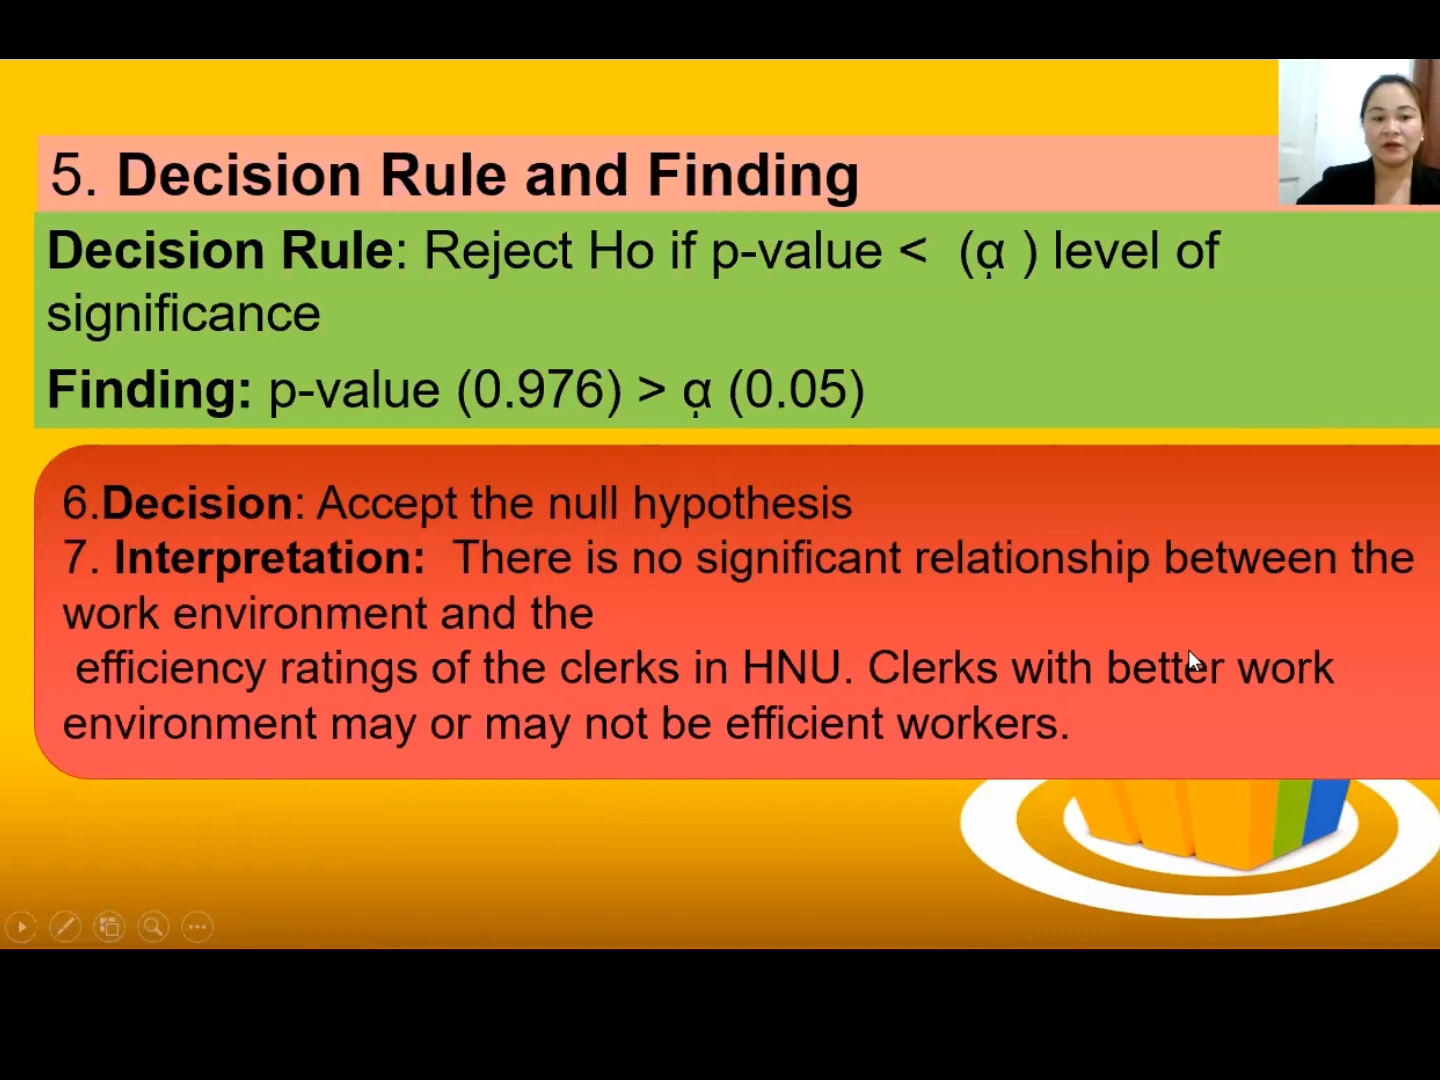 5. Decision Rule and Finding
Decision Rule: Reject Ho if p-value < (ᾳ ) level of
significance
Finding: p-value (0.976) > ᾳ (0.05)
6.Decision: Accept the null hypothesis
7. Interpretation: There is no significant relationship between the
work environment and the
efficiency ratings of the clerks in HNU. Clerks with better work
environment may or may not be efficient workers.